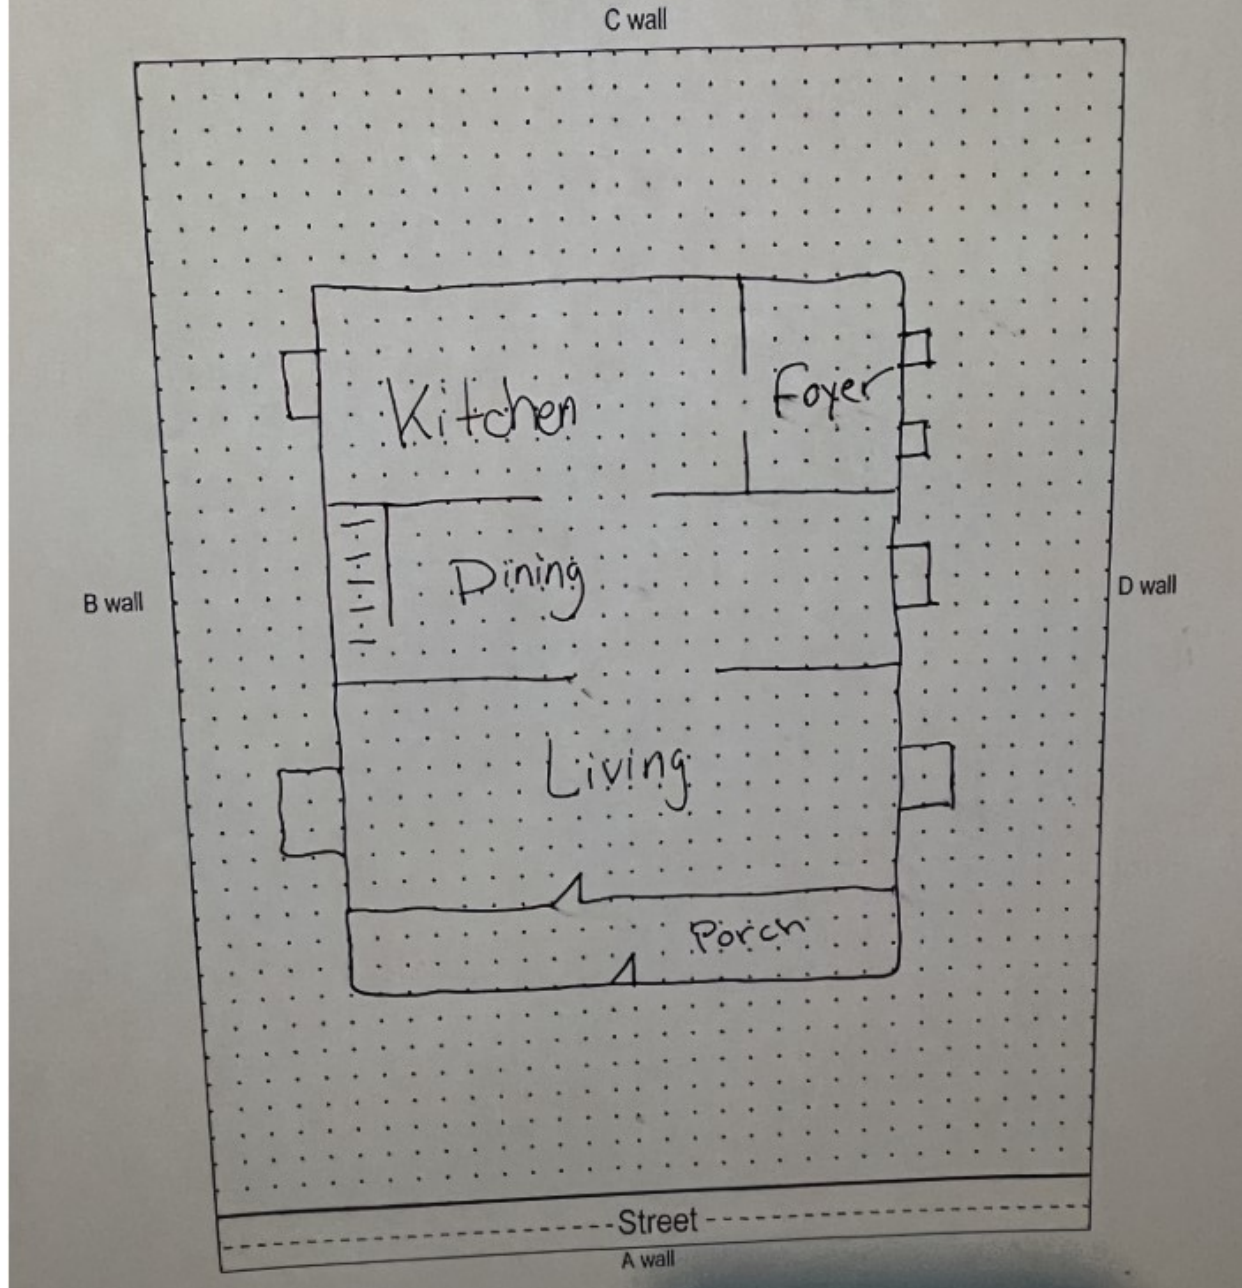 C wall
Kitchen
Foyer
Dining
B wall
D wall
Living
Porch
Street
A wall